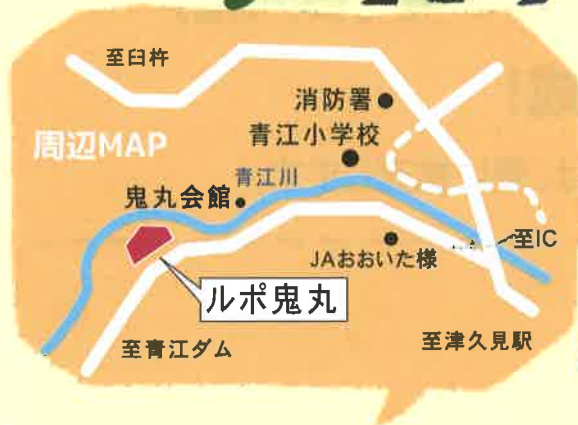 至臼杵
消防署
周辺MAP
青江小学校
青江川
鬼丸会館
至IC
JAおおいた様
ルポ鬼丸
至青江ダム
至津久見駅